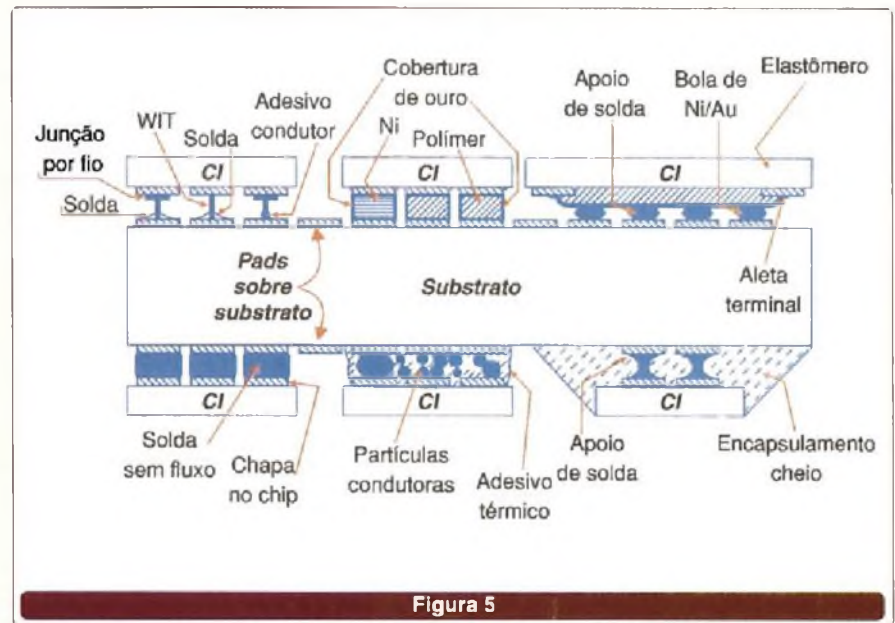 Cobertura
de ouro
Apoio
de solda
Bola de
Ni/Au
Elastômero
Adesivo
condutor
WIT
Solda
Ni
Polímer
Junção
por fio
Solda
CI
CI
CI
Pads
sobre
substrato
Substrato
Aleta
terminal
CI
CI
CI
Solda
sem fluxo
Chapa
no chip
Partículas
condutoras
Adesivo
térmico
Apoio
de solda
Encapsulamento
cheio
Figura 5